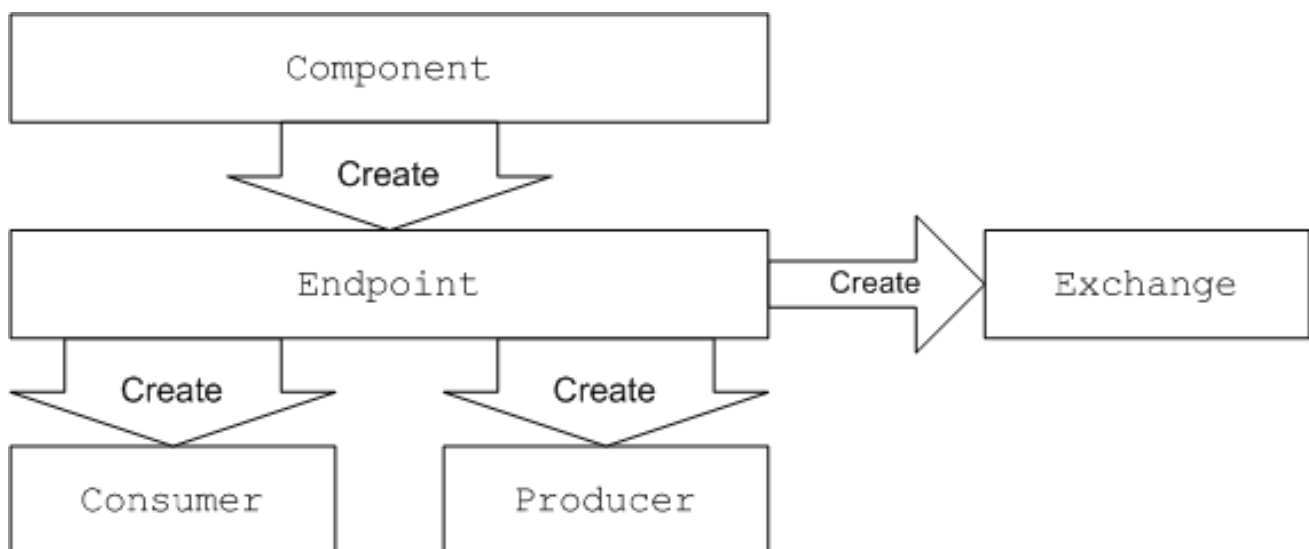 Component
Create
Endpoint
Create
Exchange
Create
Create
Consumer
Producer